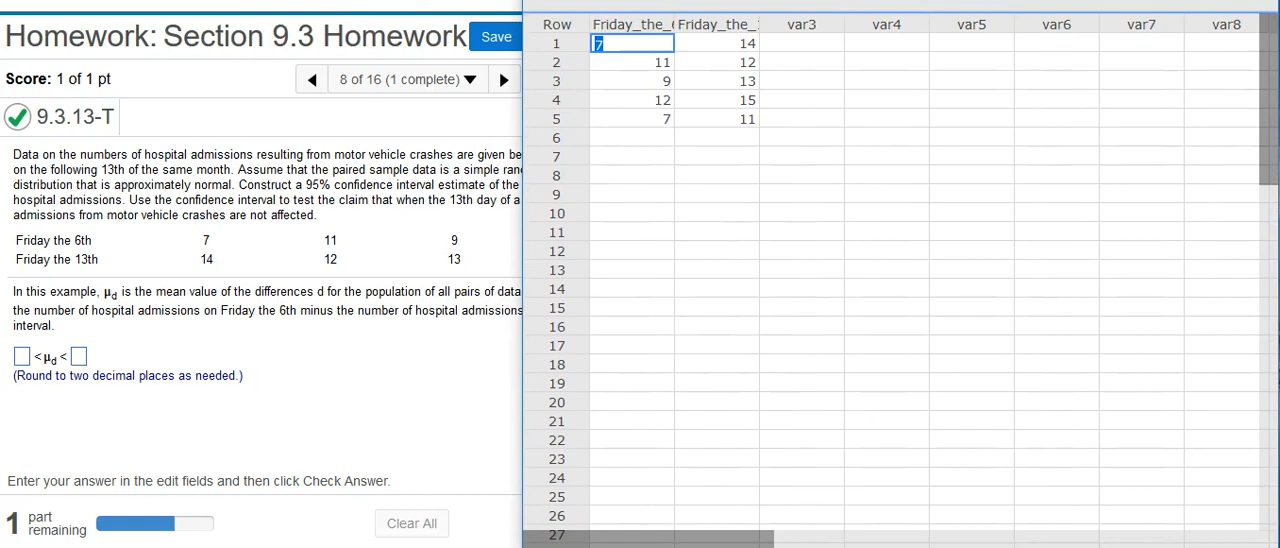 Homework: Section 9.3 Homework
Save
Score: 1 of 1 pt
8 of 16 (1 complete)
9.3.13-T
Data on the numbers of hospital admissions resulting from motor vehicle crashes are given be
on the following 13th of the same month. Assume that the paired sample data is a simple ran
distribution that is approximately normal. Construct a 95% confidence interval estimate of the
hospital admissions. Use the confidence interval to test the claim that when the 13th day of a
admissions from motor vehicle crashes are not affected.
Friday the 6th 7 11 9
Friday the 13th 14 12 13
In this example, μd is the mean value of the differences d for the population of all pairs of data
the number of hospital admissions on Friday the 6th minus the number of hospital admissions
interval.
< μd <
(Round to two decimal places as needed.)
Enter your answer in the edit fields and then click Check Answer.
1 part remaining
Clear All
Row Friday_the_( Friday_the_: var3 var4 var5 var6 var7 var8
1 7 14
2 11 12
3 9 13
4 12 15
5 7 11
6
7
8
9
10
11
12
13
14
15
16
17
18
19
20
21
22
23
24
25
26
27